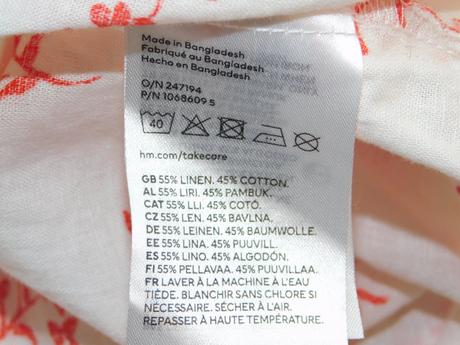 Made in Bangladesh
Fabriqué au Bangladesh
Hecho en Bangladesh
O/N 247194
P/N 1068609 5
40
hm.com/takecare
GB 55% LINEN. 45% COTTON.
AL 55% LIRI. 45% PAMBUK.
CAT 55% LLI. 45% COTÓ.
CZ 55% LEN. 45% BAVLNA.
DE 55% LEINEN. 45% BAUMWOLLE.
EE 55% LINA. 45% PUUVILL.
ES 55% LINO. 45% ALGODÓN.
FI 55% PELLAVAA. 45% PUUVILLAA.
FR LAVER À LA MACHINE À L'EAU
TIÈDE. BLANCHIR SANS CHLORE SI
NÉCESSAIRE. SÉCHER À L'AIR.
REPASSER À HAUTE TEMPÉRATURE.